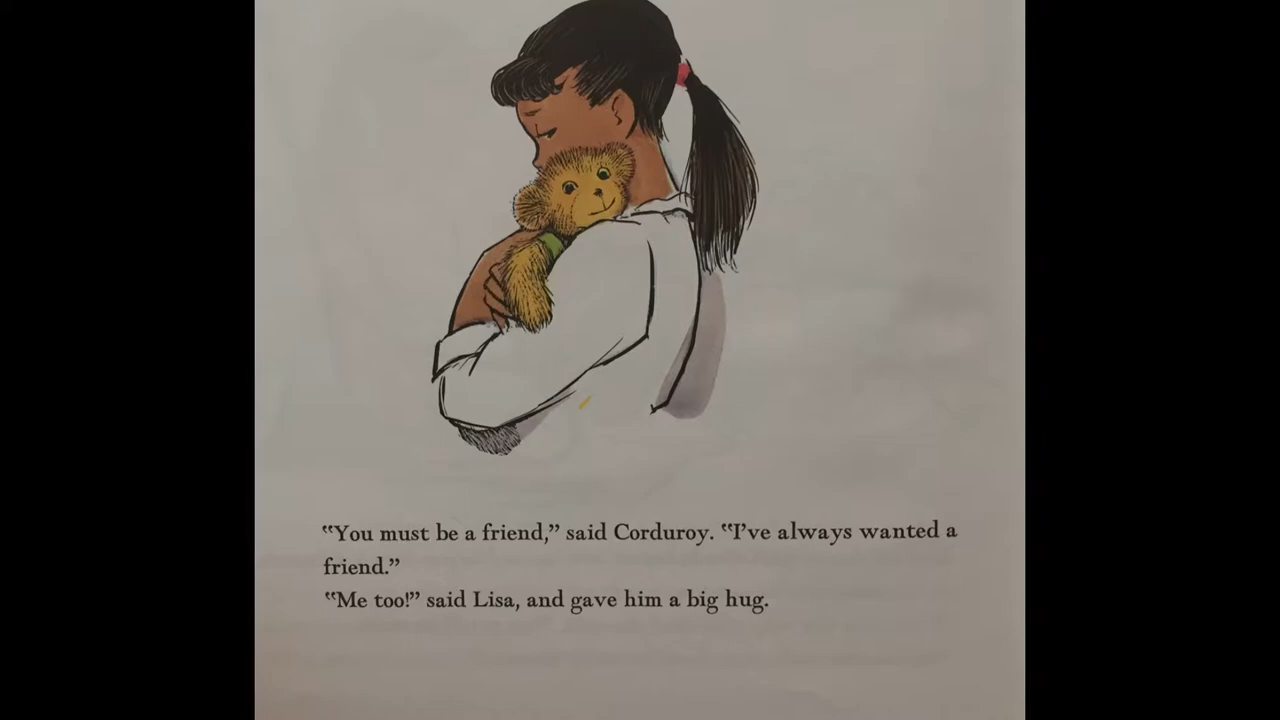 “You must be a friend,” said Corduroy. “I’ve always wanted a
friend.”
“Me too!” said Lisa, and gave him a big hug.